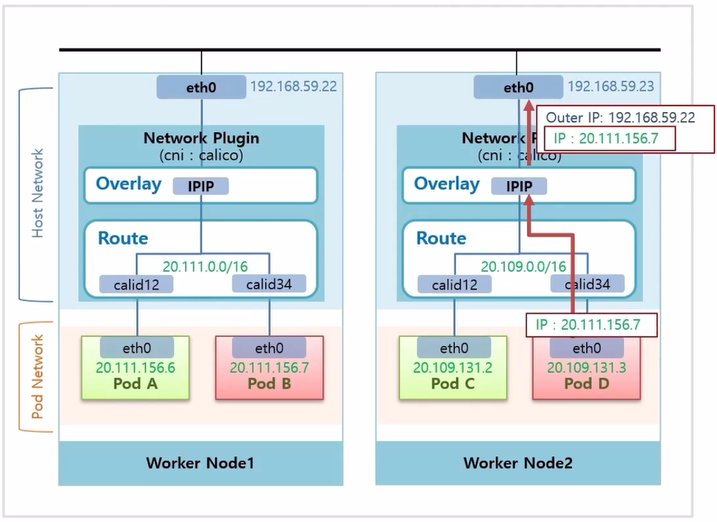 eth0
192.168.59.22
Network Plugin
(cni : calico)
Overlay
IPIP
Route
20.111.0.0/16
calid12
calid34
eth0
20.111.156.6
Pod A
eth0
20.111.156.7
Pod B
Worker Node1
eth0
192.168.59.23
Outer IP: 192.168.59.22
IP : 20.111.156.7
Network P
(cni : calico)
Overlay
IPIP
Route
20.109.0.0/16
calid12
calid34
IP : 20.111.156.7
eth0
20.109.131.2
Pod C
eth0
20.109.131.3
Pod D
Worker Node2
Host Network
Pod Network